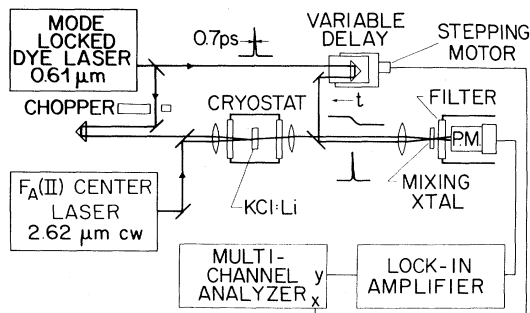 MODE
LOCKED
DYE LASER
0.61 μm
0.7ps
VARIABLE
DELAY
STEPPING
MOTOR
CHOPPER
CRYOSTAT
t
FILTER
P.M.
F_A(II) CENTER
LASER
2.62 μm cw
KCl:Li
MIXING
XTAL
MULTI-
CHANNEL
ANALYZER
y
x
LOCK-IN
AMPLIFIER